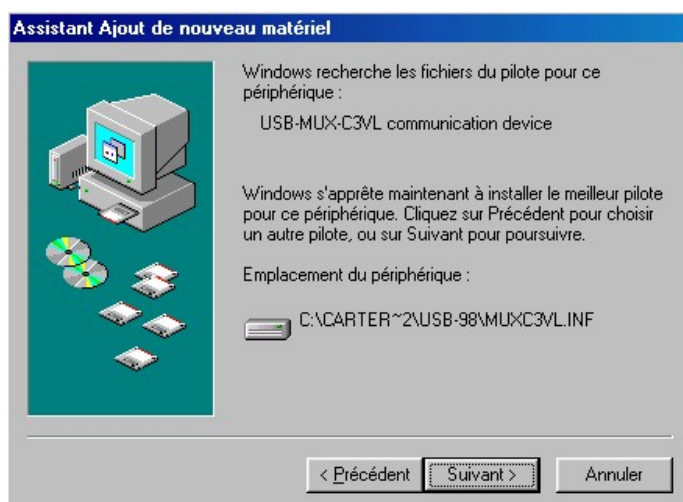 Assistant Ajout de nouveau matériel
Windows recherche les fichiers du pilote pour ce
périphérique :
USB-MUX-C3VL communication device
Windows s'apprête maintenant à installer le meilleur pilote
pour ce périphérique. Cliquez sur Précédent pour choisir
un autre pilote, ou sur Suivant pour poursuivre.
Emplacement du périphérique :
C:\CARTER~2\USB-98\MUXC3VL.INF
< Précédent
Suivant >
Annuler